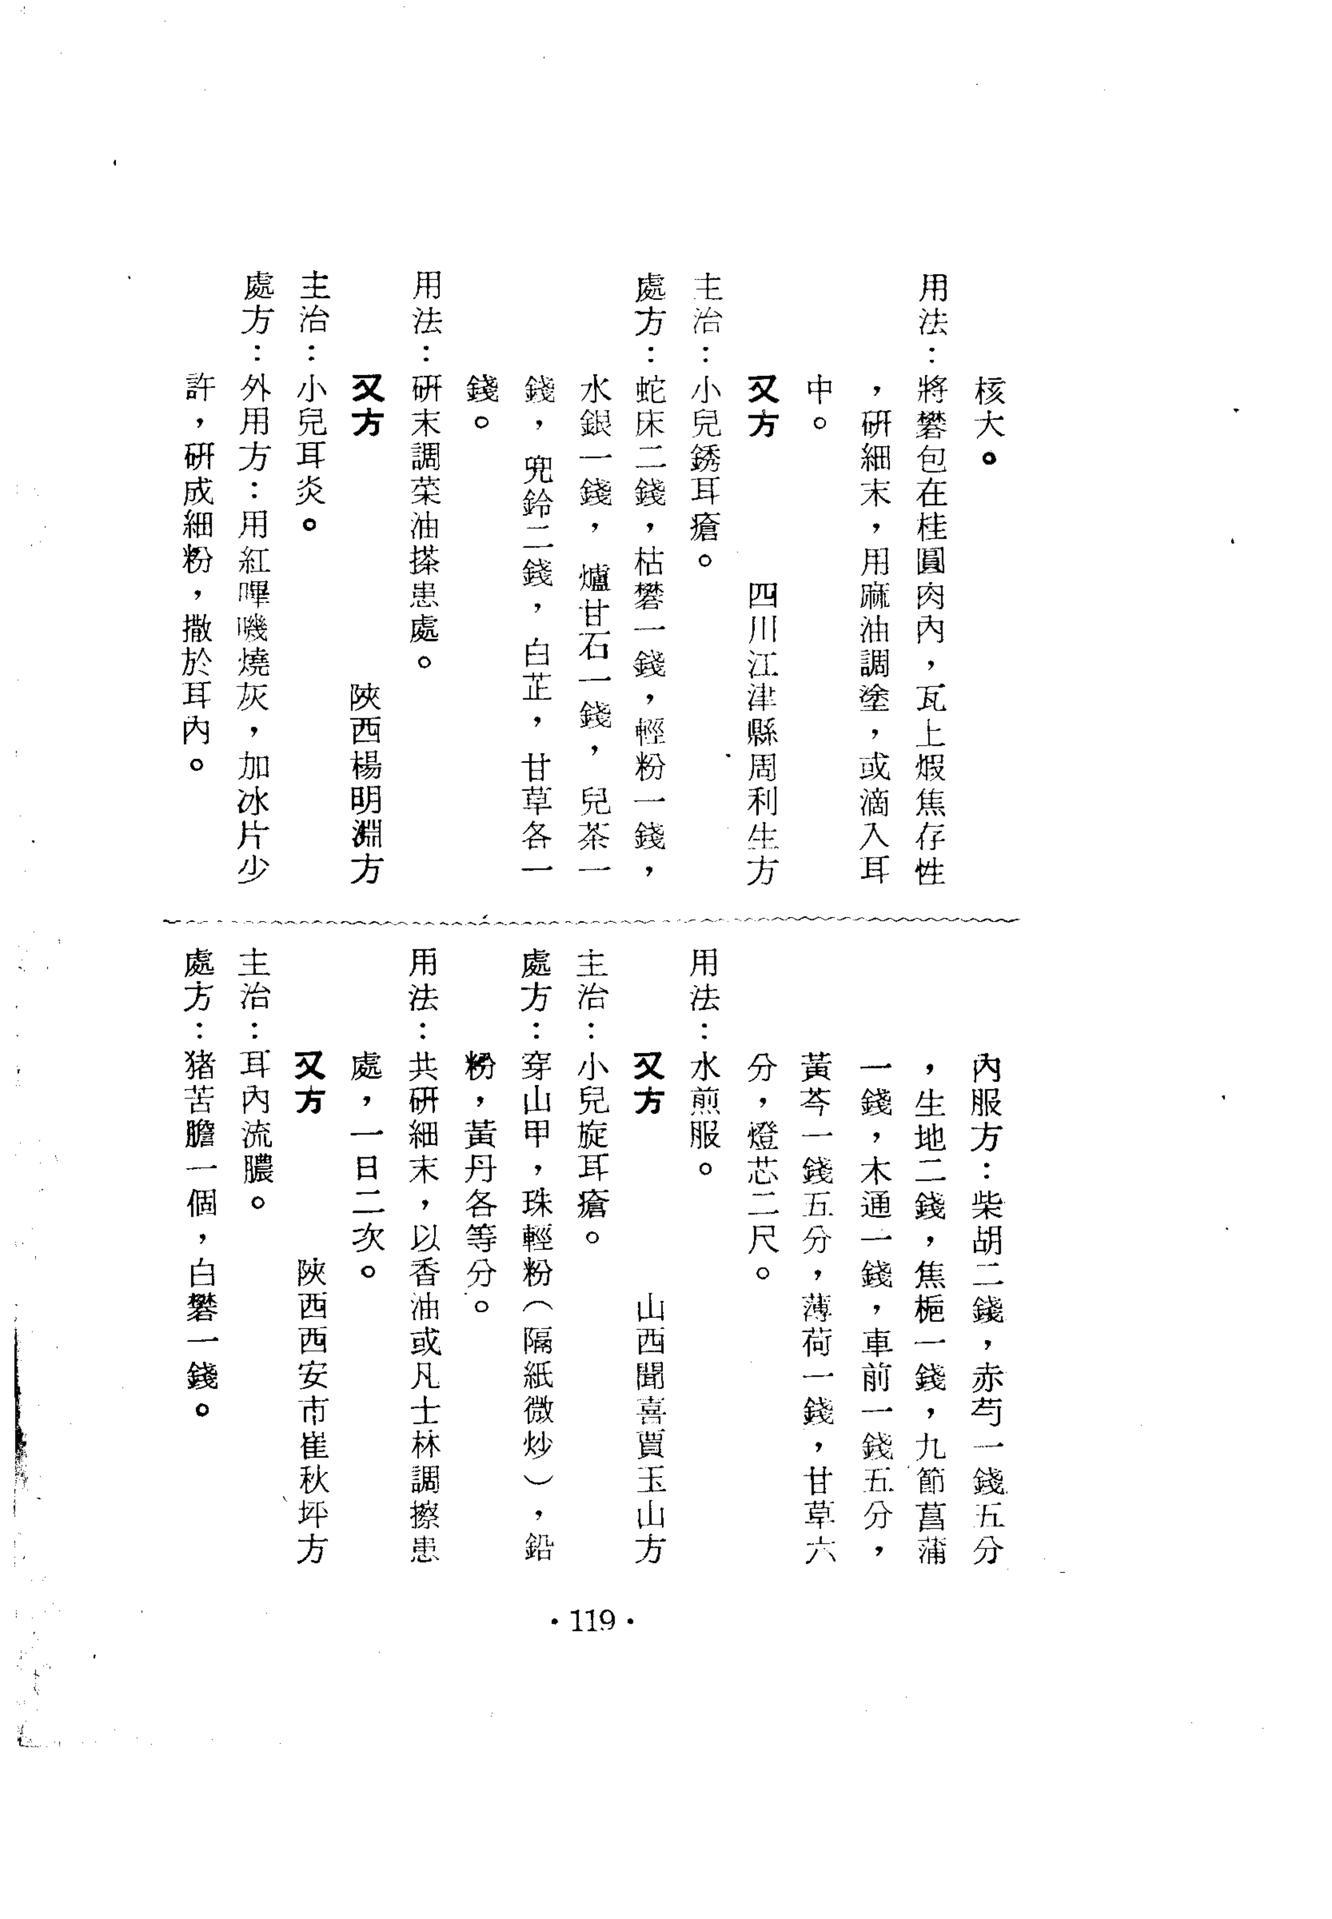 核大。
用法：將礬包在桂圓肉內，瓦上煆焦存性
，研細末，用麻油調塗，或滴入耳
中。
又方　四川江津縣周利生方
主治：小兒銹耳瘡。
處方：蛇床二錢，枯礬一錢，輕粉一錢，
水銀一錢，爐甘石一錢，兒茶一
錢，兜鈴二錢，白芷，甘草各一
錢。
用法：研末調菜油搽患處。
又方　陝西楊明淵方
主治：小兒耳炎。
處方：外用方：用紅嗶嘰燒灰，加冰片少
許，研成細粉，撒於耳內。
內服方：柴胡二錢，赤芍一錢五分
，生地二錢，焦梔一錢，九節菖蒲
一錢，木通一錢，車前一錢五分，
黃芩一錢五分，薄荷一錢，甘草六
分，燈芯二尺。
用法：水煎服。
又方　山西聞喜賈玉山方
主治：小兒旋耳瘡。
處方：穿山甲，珠輕粉（隔紙微炒），鉛
粉，黃丹各等分。
用法：共研細末，以香油或凡士林調擦患
處，一日二次。
又方　陝西西安市崔秋坪方
主治：耳內流膿。
處方：猪苦膽一個，白礬一錢。
·119·